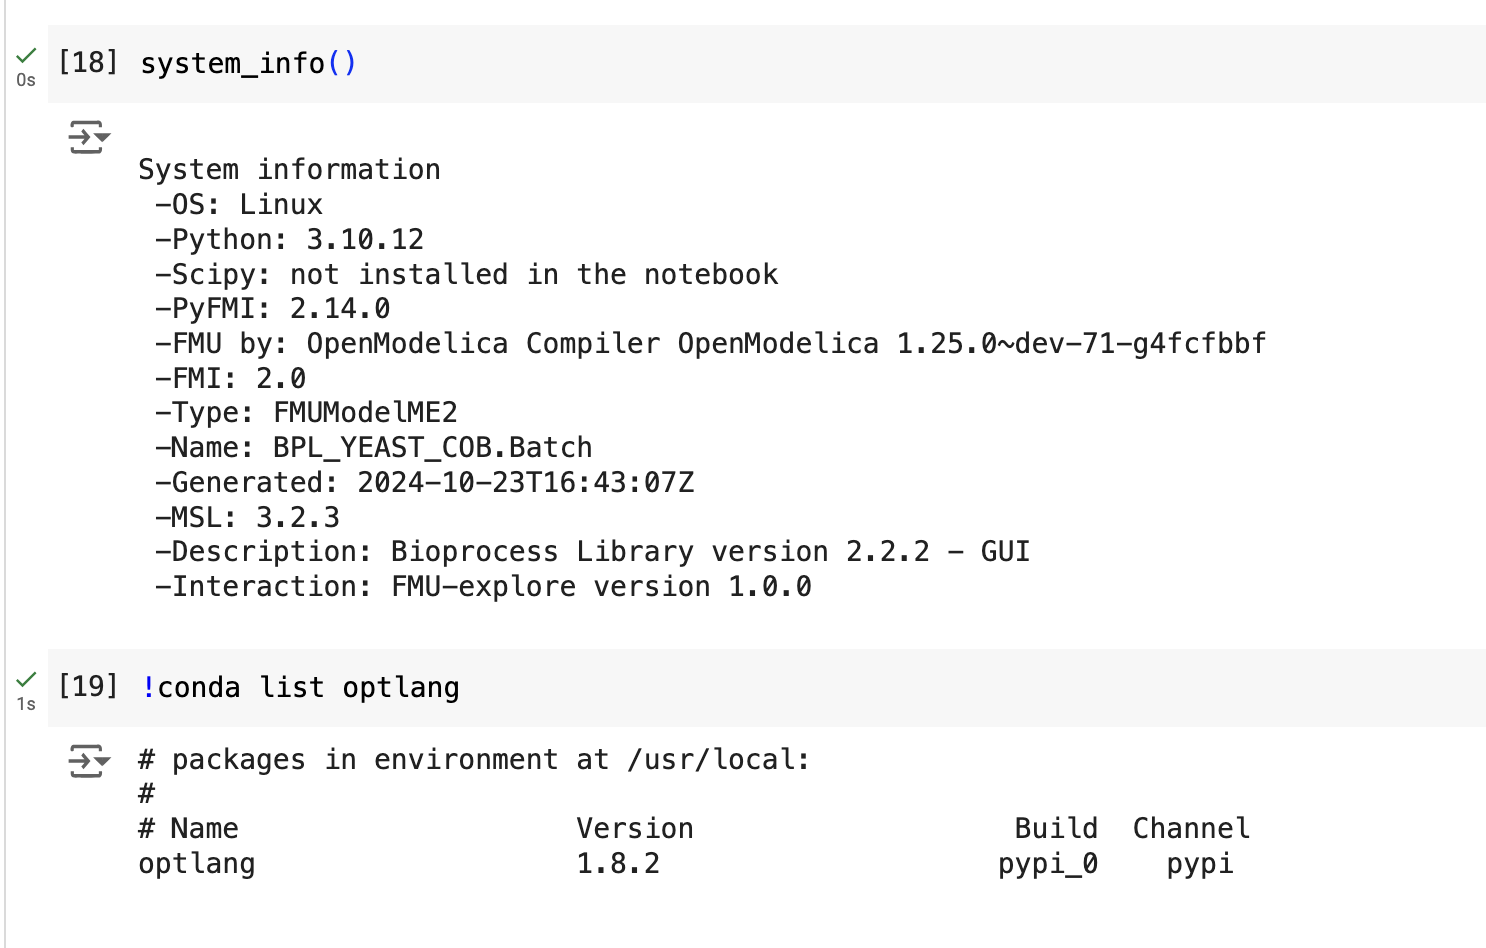 [18] system_info()
0s
System information
-OS: Linux
-Python: 3.10.12
-Scipy: not installed in the notebook
-PyFMI: 2.14.0
-FMU by: OpenModelica Compiler OpenModelica 1.25.0~dev-71-g4fcfbbf
-FMI: 2.0
-Type: FMUModelME2
-Name: BPL_YEAST_COB.Batch
-Generated: 2024-10-23T16:43:07Z
-MSL: 3.2.3
-Description: Bioprocess Library version 2.2.2 - GUI
-Interaction: FMU-explore version 1.0.0
[19] !conda list optlang
1s
# packages in environment at /usr/local:
#
# Name Version Build Channel
optlang 1.8.2 pypi_0 pypi